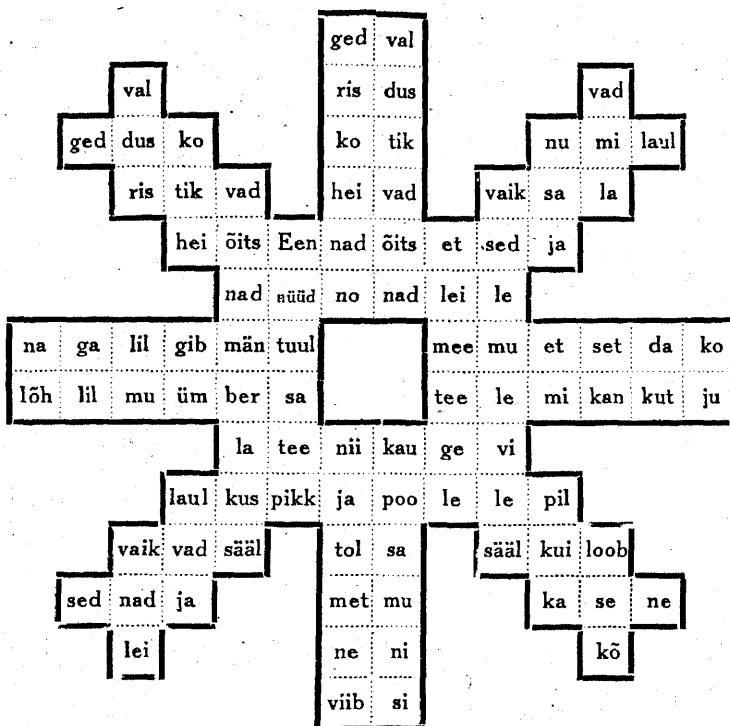 ged val
val ris dus vad
ged dus ko ko tik nu mi laul
ris tik vad hei vad vaik sa la
hei õits Een nad õits et sed ja
nad nüüd no nad lei le
na ga lil gib män tuul mee mu et set da ko
lõh lil mu üm ber sa tee le mi kan kut ju
la tee nii kau ge vi
laul kus pikk ja poo le le pil
vaik vad sääl tol sa sääl kui loob
sed nad ja met mu ka se ne
lei ne ni kõ
viib si